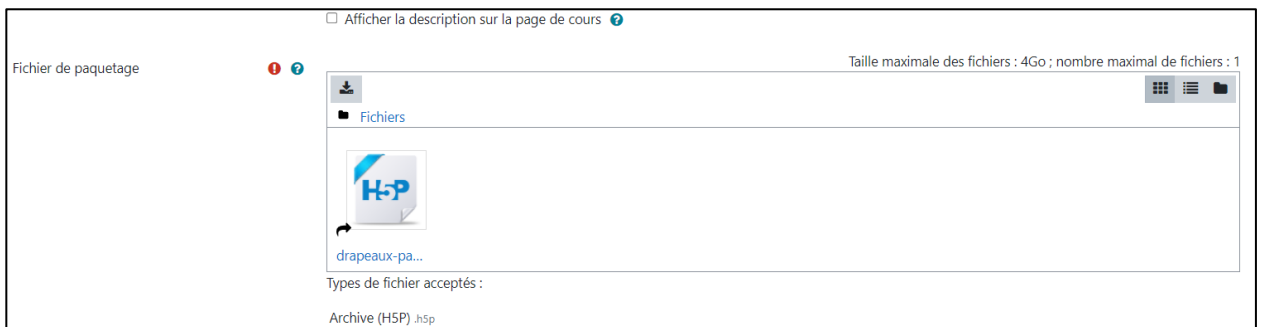 Afficher la description sur la page de cours
Taille maximale des fichiers : 4Go ; nombre maximal de fichiers : 1
Fichier de paquetage
Fichiers
H5P
drapeaux-pa...
Types de fichier acceptés :
Archive (H5P) .h5p